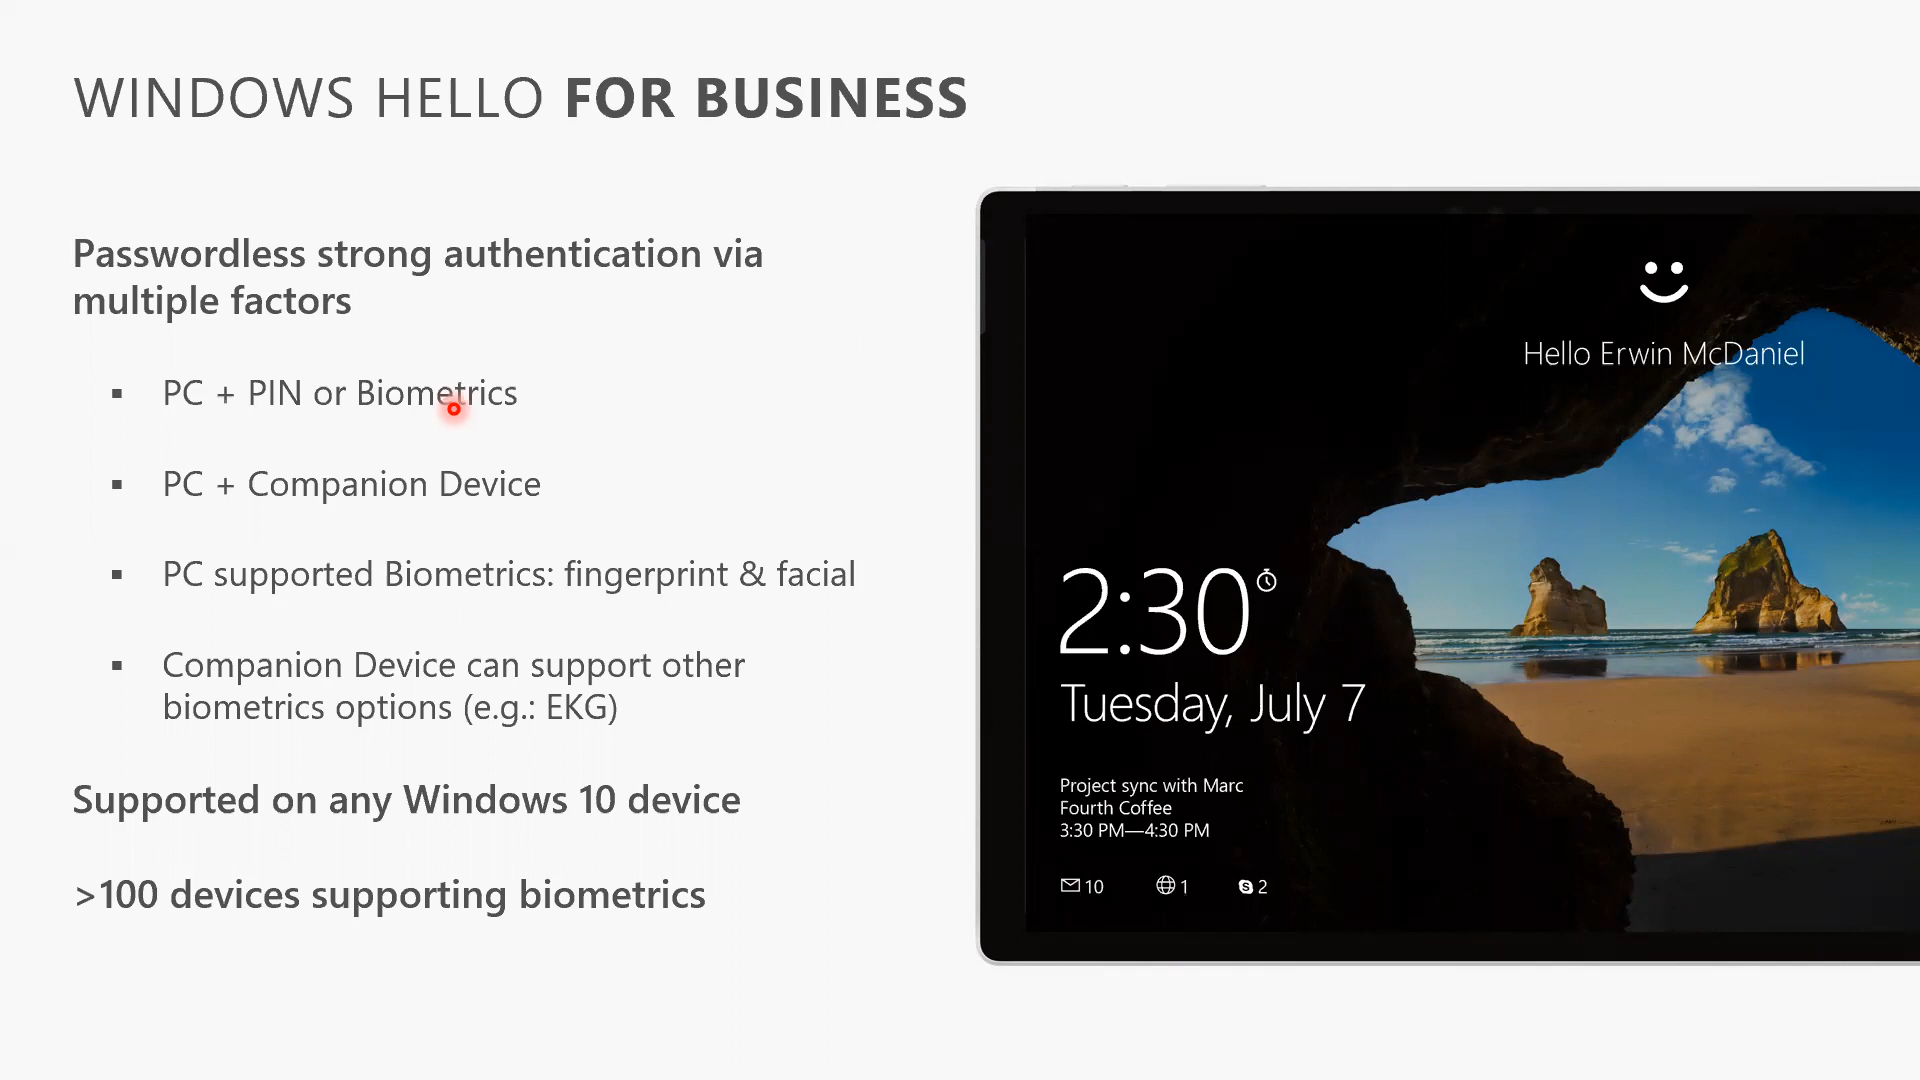 WINDOWS HELLO FOR BUSINESS
Passwordless strong authentication via
multiple factors
▪ PC + PIN or Biometrics
▪ PC + Companion Device
▪ PC supported Biometrics: fingerprint & facial
▪ Companion Device can support other
biometrics options (e.g.: EKG)
Supported on any Windows 10 device
>100 devices supporting biometrics
Hello Erwin McDaniel
2:30
Tuesday, July 7
Project sync with Marc
Fourth Coffee
3:30 PM—4:30 PM
10 1 2